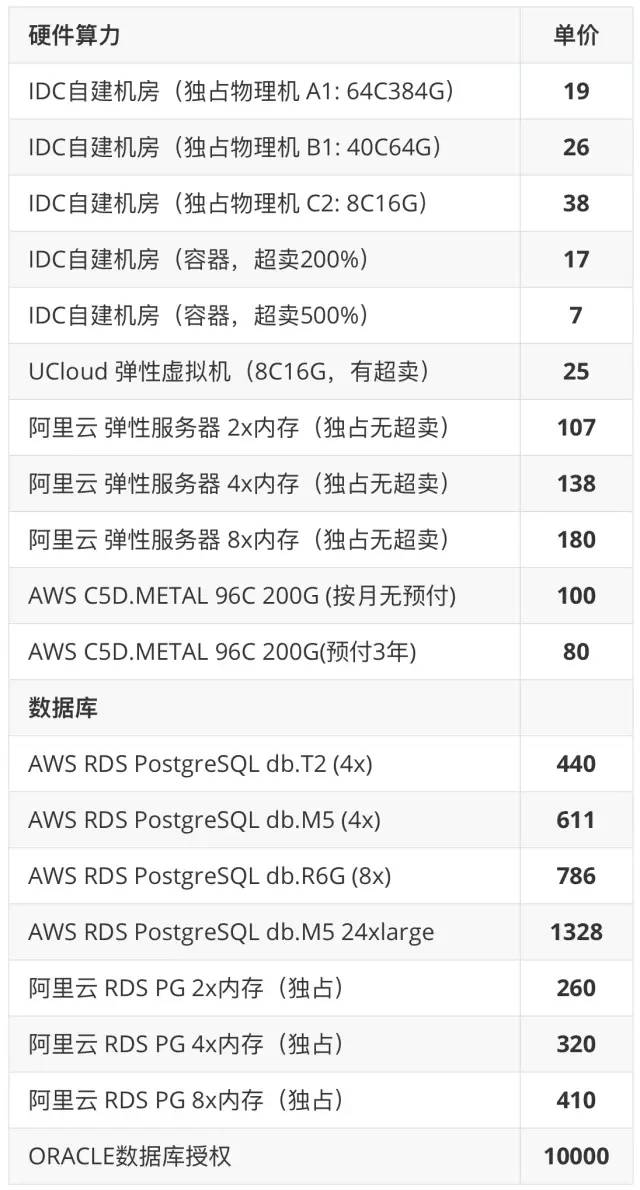 硬件算力 单价
IDC自建机房（独占物理机 A1: 64C384G） 19
IDC自建机房（独占物理机 B1: 40C64G） 26
IDC自建机房（独占物理机 C2: 8C16G） 38
IDC自建机房（容器，超卖200%） 17
IDC自建机房（容器，超卖500%） 7
UCloud 弹性虚拟机（8C16G，有超卖） 25
阿里云 弹性服务器 2x内存（独占无超卖） 107
阿里云 弹性服务器 4x内存（独占无超卖） 138
阿里云 弹性服务器 8x内存（独占无超卖） 180
AWS C5D.METAL 96C 200G (按月无预付) 100
AWS C5D.METAL 96C 200G(预付3年) 80
数据库
AWS RDS PostgreSQL db.T2 (4x) 440
AWS RDS PostgreSQL db.M5 (4x) 611
AWS RDS PostgreSQL db.R6G (8x) 786
AWS RDS PostgreSQL db.M5 24xlarge 1328
阿里云 RDS PG 2x内存（独占） 260
阿里云 RDS PG 4x内存（独占） 320
阿里云 RDS PG 8x内存（独占） 410
ORACLE数据库授权 10000